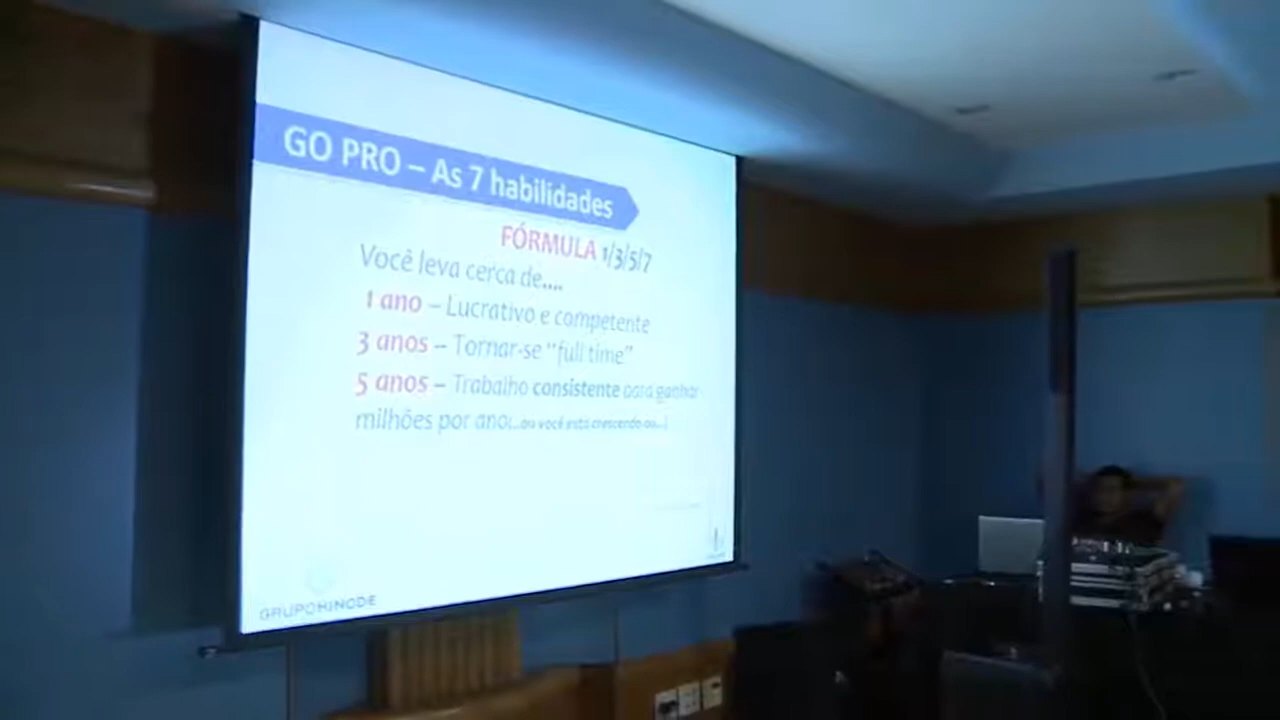 GO PRO – As 7 habilidades
FÓRMULA 1/3/5/7
Você leva cerca de....
1 ano – Lucrativo e competente
3 anos – Tornar-se "full time"
5 anos – Trabalho consistente para ganhar
milhões por ano...ou você está crescendo ou...!
GRUPOHINODE